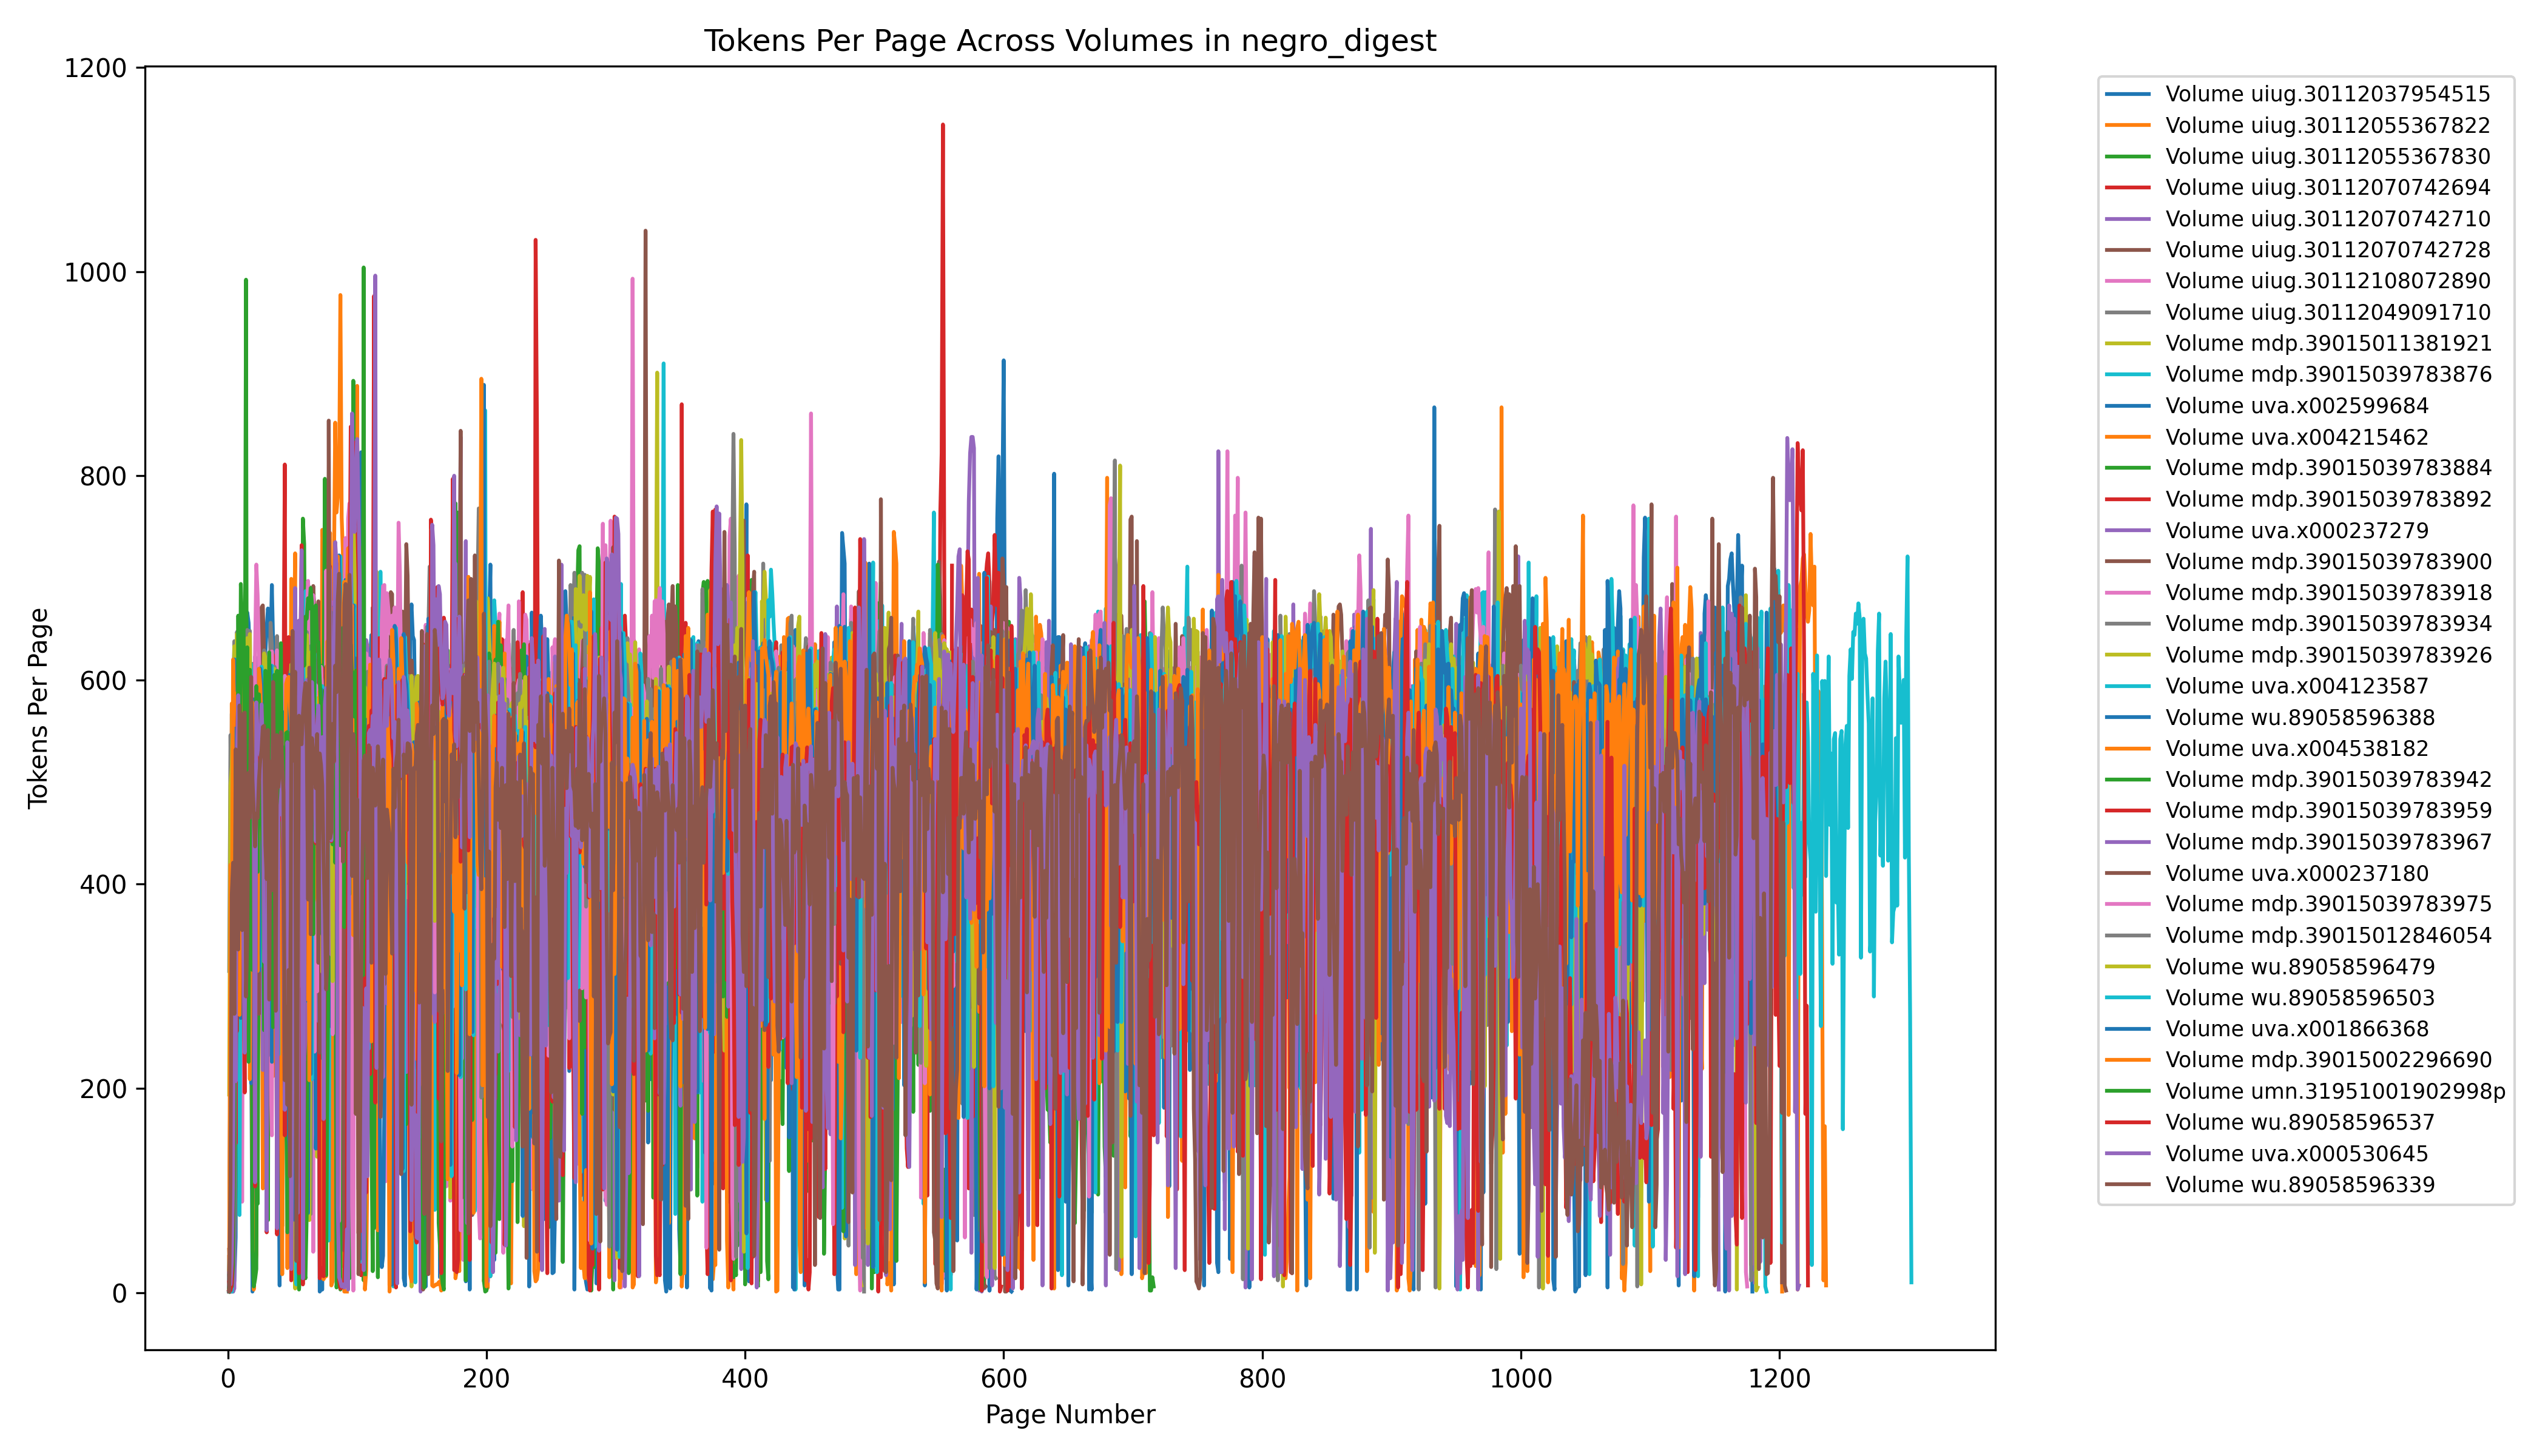 Tokens Per Page Across Volumes in negro_digest
1200
1000
800
600
400
200
0
Tokens Per Page
0 200 400 600 800 1000 1200
Page Number
Volume uiug.30112037954515
Volume uiug.30112055367822
Volume uiug.30112055367830
Volume uiug.30112070742694
Volume uiug.30112070742710
Volume uiug.30112070742728
Volume uiug.30112108072890
Volume uiug.30112049091710
Volume mdp.39015011381921
Volume mdp.39015039783876
Volume uva.x002599684
Volume uva.x004215462
Volume mdp.39015039783884
Volume mdp.39015039783892
Volume uva.x000237279
Volume mdp.39015039783900
Volume mdp.39015039783918
Volume mdp.39015039783934
Volume mdp.39015039783926
Volume uva.x004123587
Volume wu.89058596388
Volume uva.x004538182
Volume mdp.39015039783942
Volume mdp.39015039783959
Volume mdp.39015039783967
Volume uva.x000237180
Volume mdp.39015039783975
Volume mdp.39015012846054
Volume wu.89058596479
Volume wu.89058596503
Volume uva.x001866368
Volume mdp.39015002296690
Volume umn.31951001902998p
Volume wu.89058596537
Volume uva.x000530645
Volume wu.89058596339